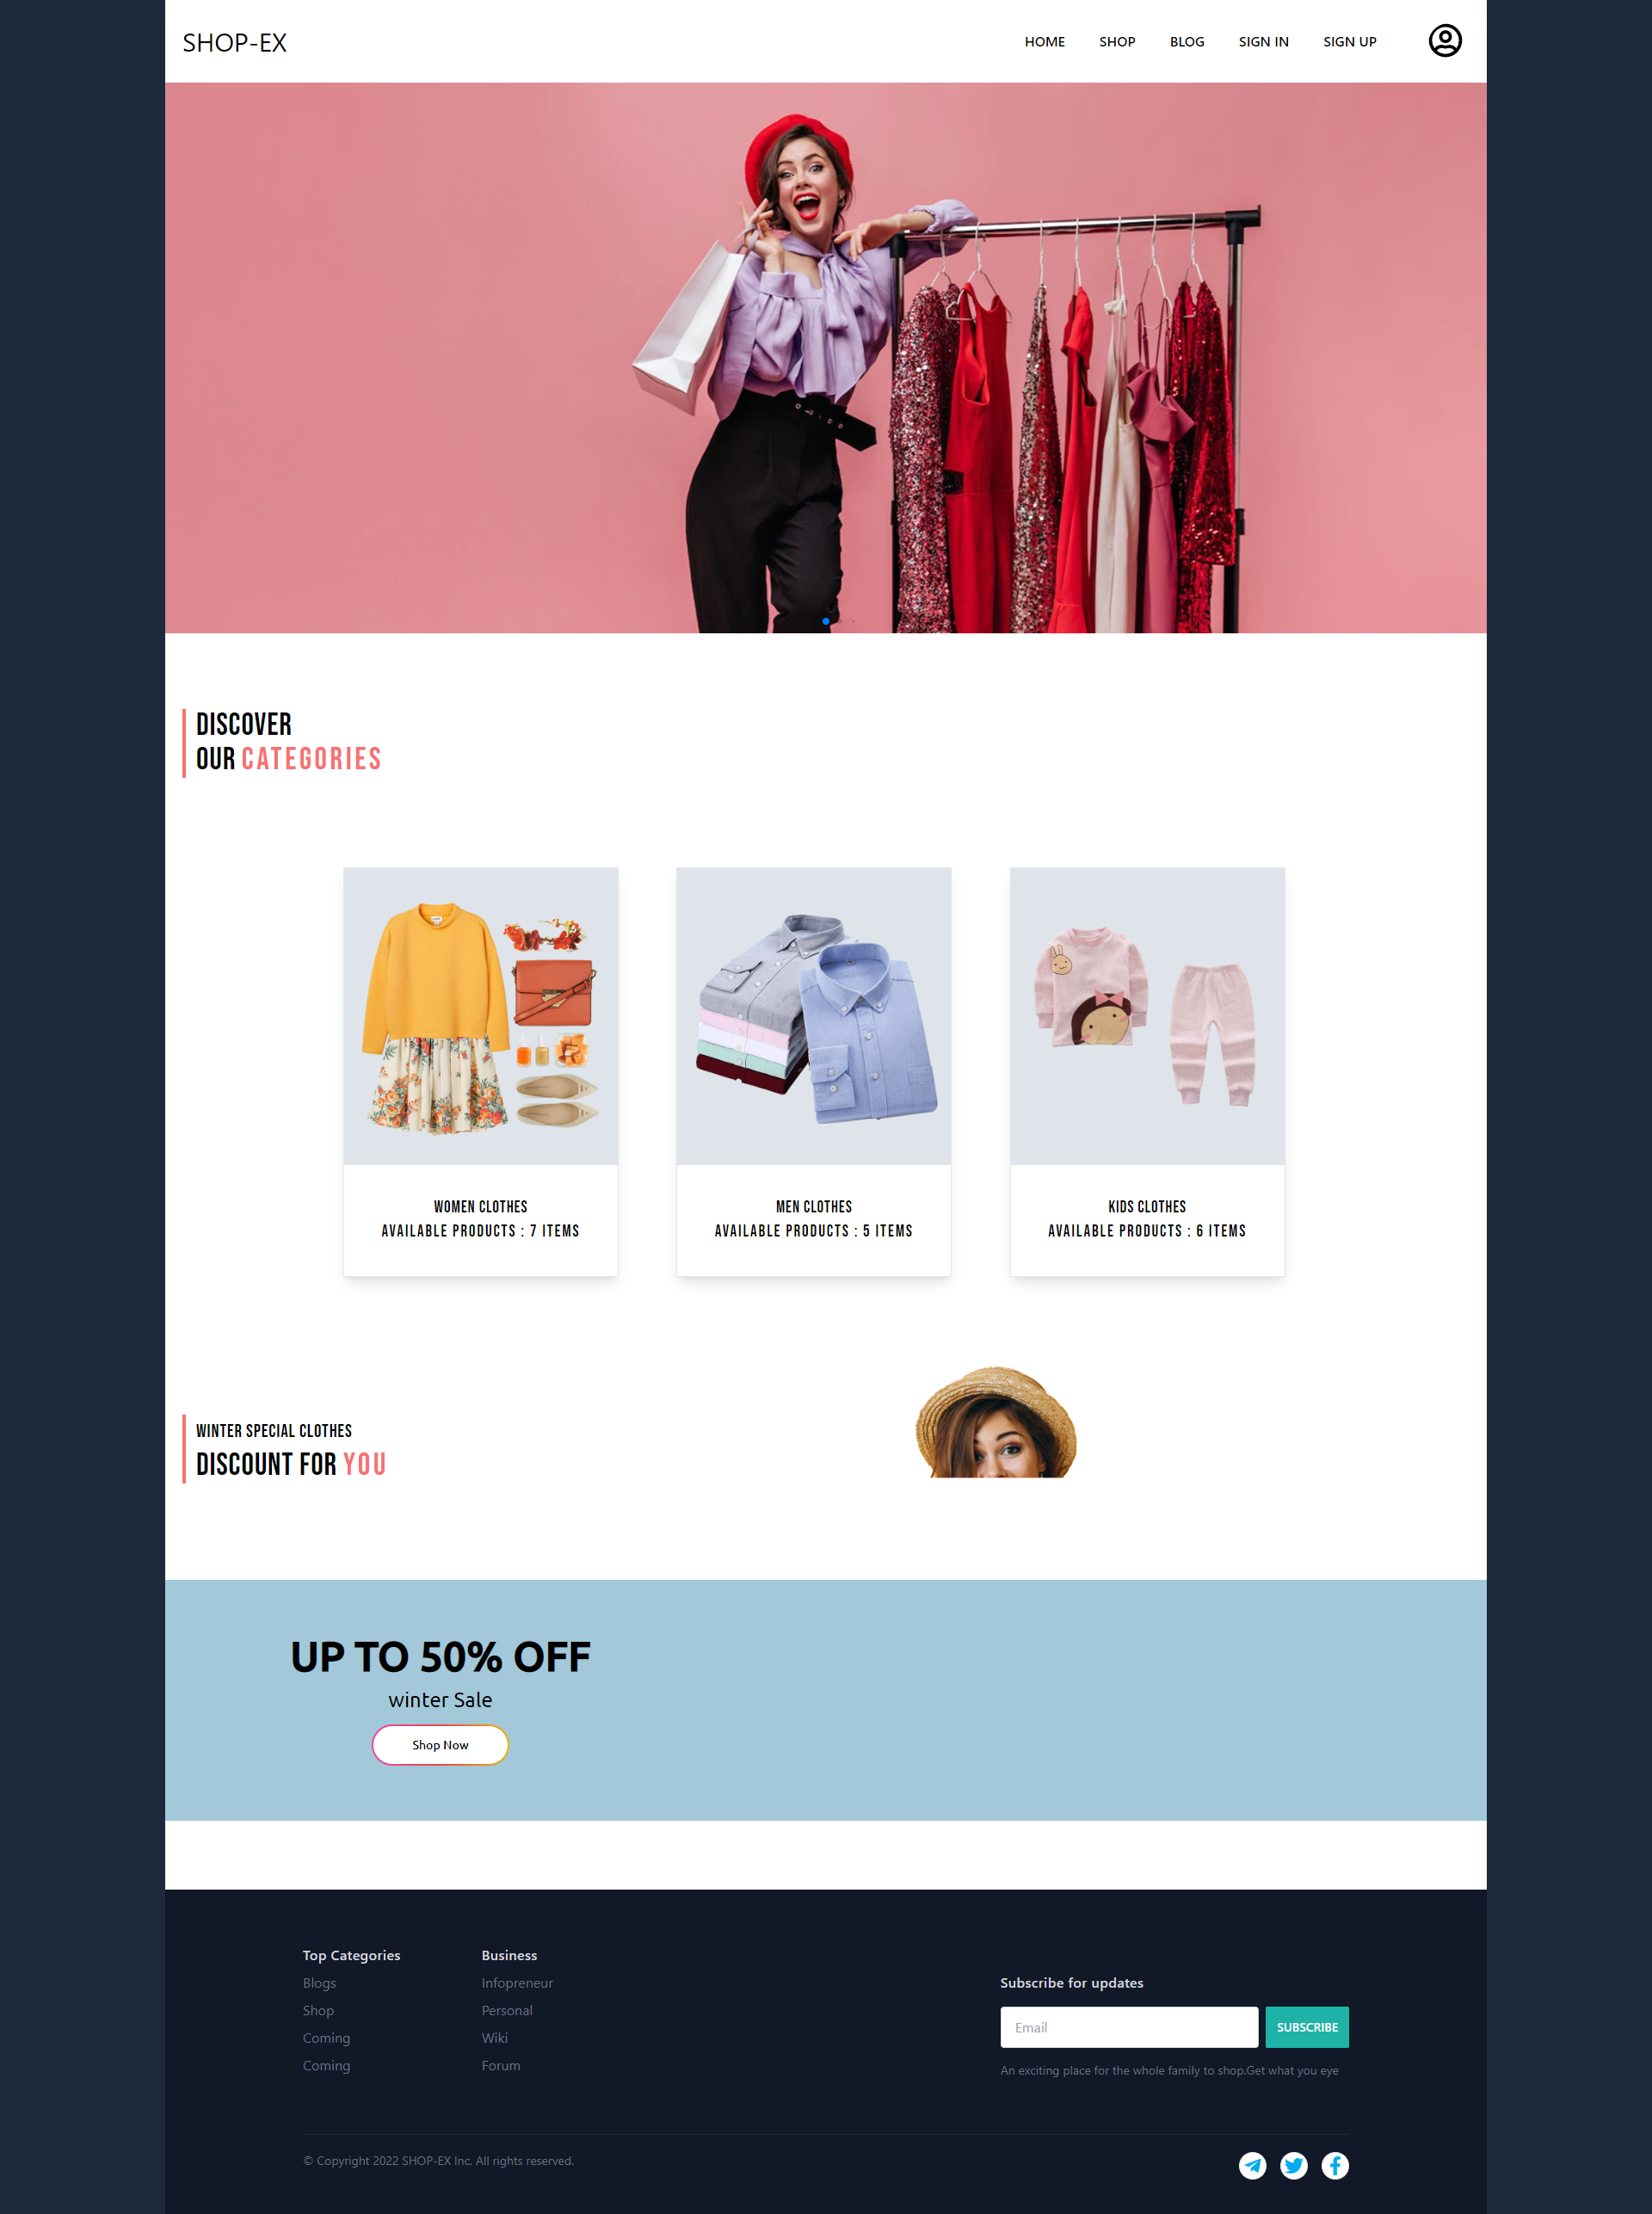 SHOP-EX
HOME
SHOP
BLOG
SIGN IN
SIGN UP
DISCOVER
OUR CATEGORIES
WOMEN CLOTHES
AVAILABLE PRODUCTS : 7 ITEMS
MEN CLOTHES
AVAILABLE PRODUCTS : 5 ITEMS
KIDS CLOTHES
AVAILABLE PRODUCTS : 6 ITEMS
WINTER SPECIAL CLOTHES
DISCOUNT FOR YOU
UP TO 50% OFF
winter Sale
Shop Now
Top Categories
Blogs
Shop
Coming
Coming
Business
Infopreneur
Personal
Wiki
Forum
Subscribe for updates
Email
SUBSCRIBE
An exciting place for the whole family to shop.Get what you eye
© Copyright 2022 SHOP-EX Inc. All rights reserved.